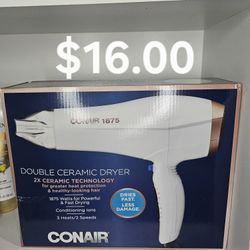 $16.00
CONAIR 1875
DOUBLE CERAMIC DRYER
2X CERAMIC TECHNOLOGY
for greater heat protection
& healthy-looking hair
1875 Watts for Powerful
& Fast Drying
Conditioning Ions
3 Heats/2 Speeds
DRIES
FAST.
LESS
DAMAGE.
CONAIR